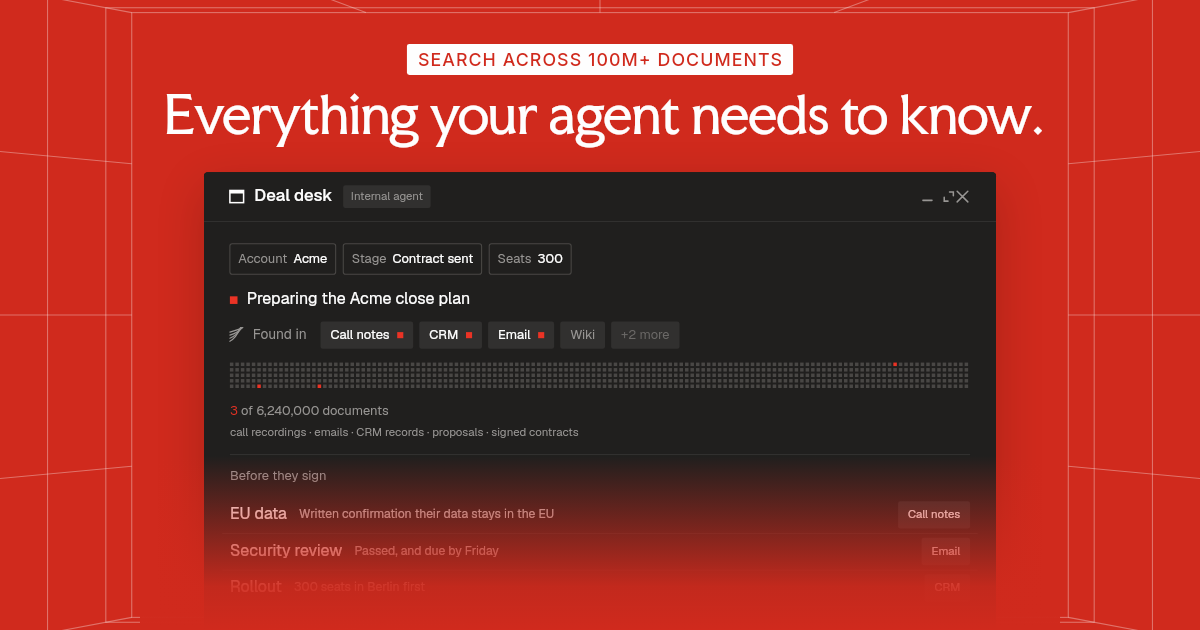 SEARCH ACROSS 100M+ DOCUMENTS
Everything your agent needs to know.
Deal desk Internal agent
Account Acme Stage Contract sent Seats 300
Preparing the Acme close plan
Found in Call notes CRM Email Wiki +2 more
3 of 6,240,000 documents
call recordings · emails · CRM records · proposals · signed contracts
Before they sign
EU data Written confirmation their data stays in the EU Call notes
Security review Passed, and due by Friday Email
Rollout 300 seats in Berlin first CRM